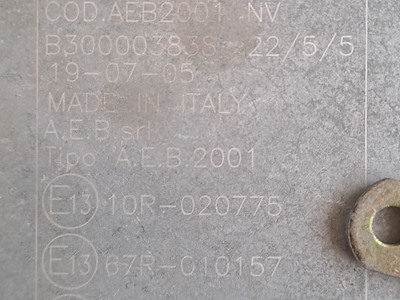 COD.AEB2001 NV
B300003838 22/5/5
19-07-05
MADE IN ITALY
A.E.B srl
Tipo A.E.B.2001
E13 10R-020775
E13 67R-010157